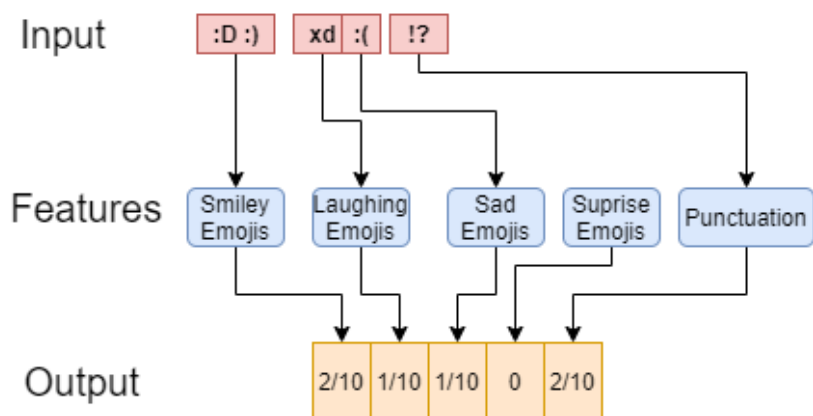 Input
:D :)
xd
:(
!?
Features
Smiley
Emojis
Laughing
Emojis
Sad
Emojis
Suprise
Emojis
Punctuation
Output
2/10
1/10
1/10
0
2/10